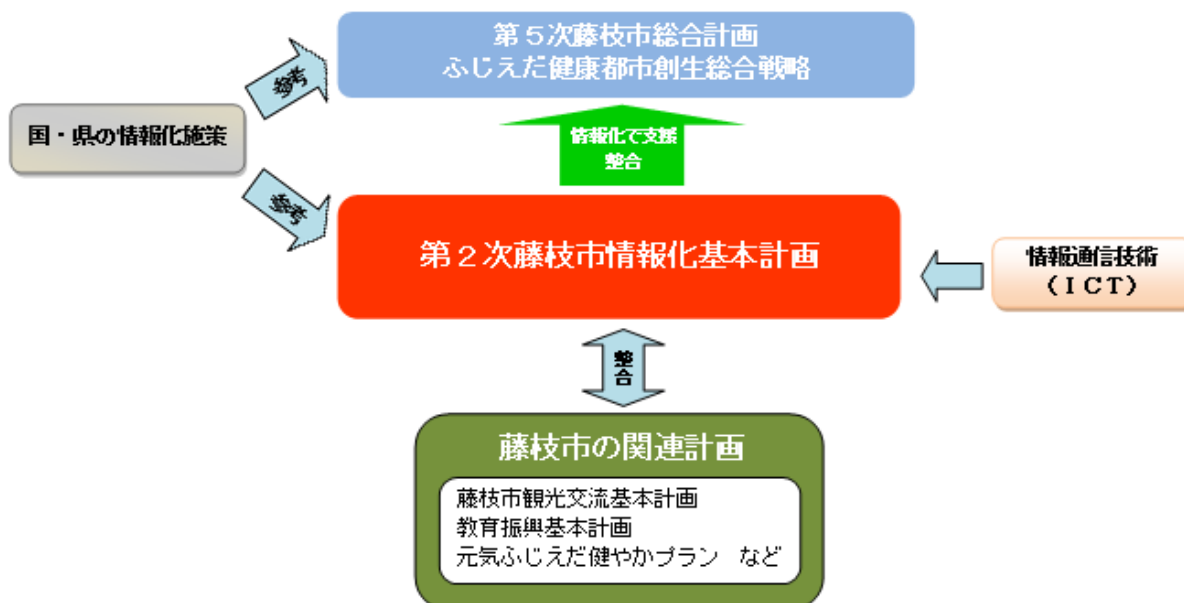 第５次藤枝市総合計画
ふじえだ健康都市創生総合戦略
参考
国・県の情報化施策
情報化で支援
整合
参考
第２次藤枝市情報化基本計画
情報通信技術
（ＩＣＴ）
整合
藤枝市の関連計画
藤枝市観光交流基本計画
教育振興基本計画
元気ふじえだ健やかプラン　など